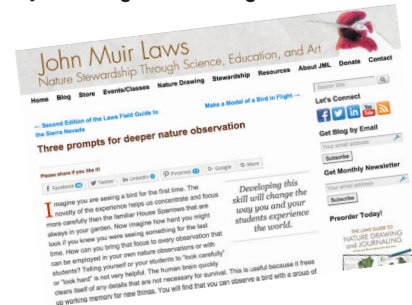 John Muir Laws
Nature Stewardship Through Science, Education, and Art
Home Blog Store Events/Classes Nature Drawing Stewardship Resources About JML Donate Contact
← Second Edition of the Laws Field Guide to
the Sierra Nevada
Make a Model of a Bird in Flight →
Three prompts for deeper nature observation
Please share if you like it!
Facebook Twitter LinkedIn Pinterest Google More
Imagine you are seeing a bird for the first time. The
novelty of the experience helps us concentrate and focus
more carefully than the familiar House Sparrows that are
always in your garden. Now imagine how hard you might
look if you knew you were seeing something for the last
time. How can you bring that focus to every observation that
can be employed in your own nature observations or with
students? Telling yourself or your students to "look carefully"
or "look hard" is not very helpful. The human brain quickly
clears itself of any details that are not necessary for survival. This is useful because it frees
up working memory for new things. You will find that you can observe a bird with a group of
Developing this
skill will change the
way you and your
students experience
the world.
Search Site
Let's Connect
You Tube
Get Blog by Email
Your email address
Subscribe
Get Monthly Newsletter
Your email address
Subscribe
Preorder Today!
THE LAWS GUIDE TO
NATURE DRAWING
and JOURNALING